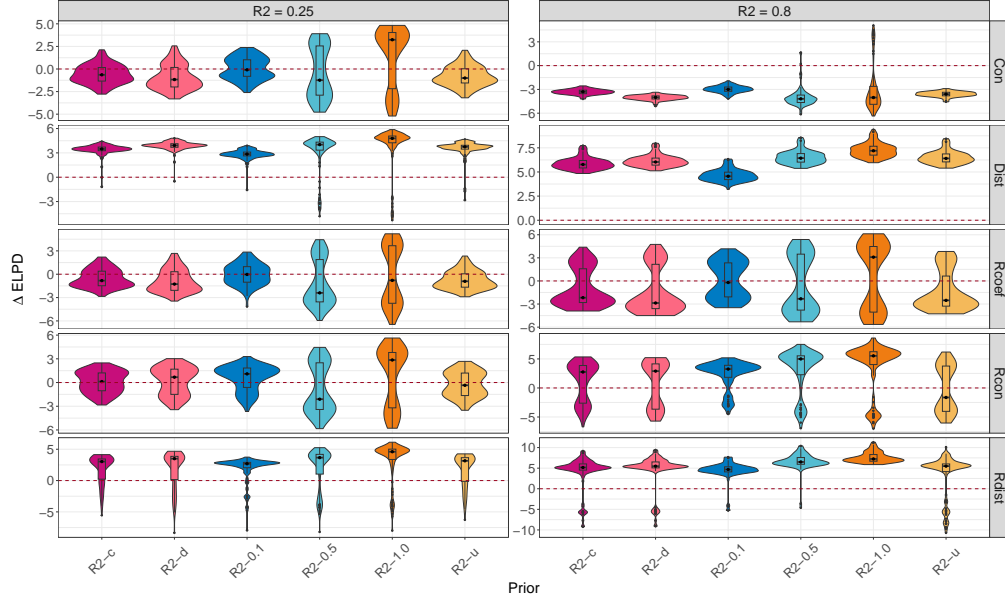 R2 = 0.25
R2 = 0.8
5.0
2.5
0.0
−2.5
−5.0
3
0
−3
−6
Con
6
3
0
−3
7.5
5.0
2.5
0.0
Dist
3
0
−3
−6
6
3
0
−3
−6
Rcoef
6
3
0
−3
−6
5
0
−5
Rcon
5
0
−5
10
5
0
−5
−10
Rdist
Δ ELPD
R2−c
R2−d
R2−0.1
R2−0.5
R2−1.0
R2−u
R2−c
R2−d
R2−0.1
R2−0.5
R2−1.0
R2−u
Prior